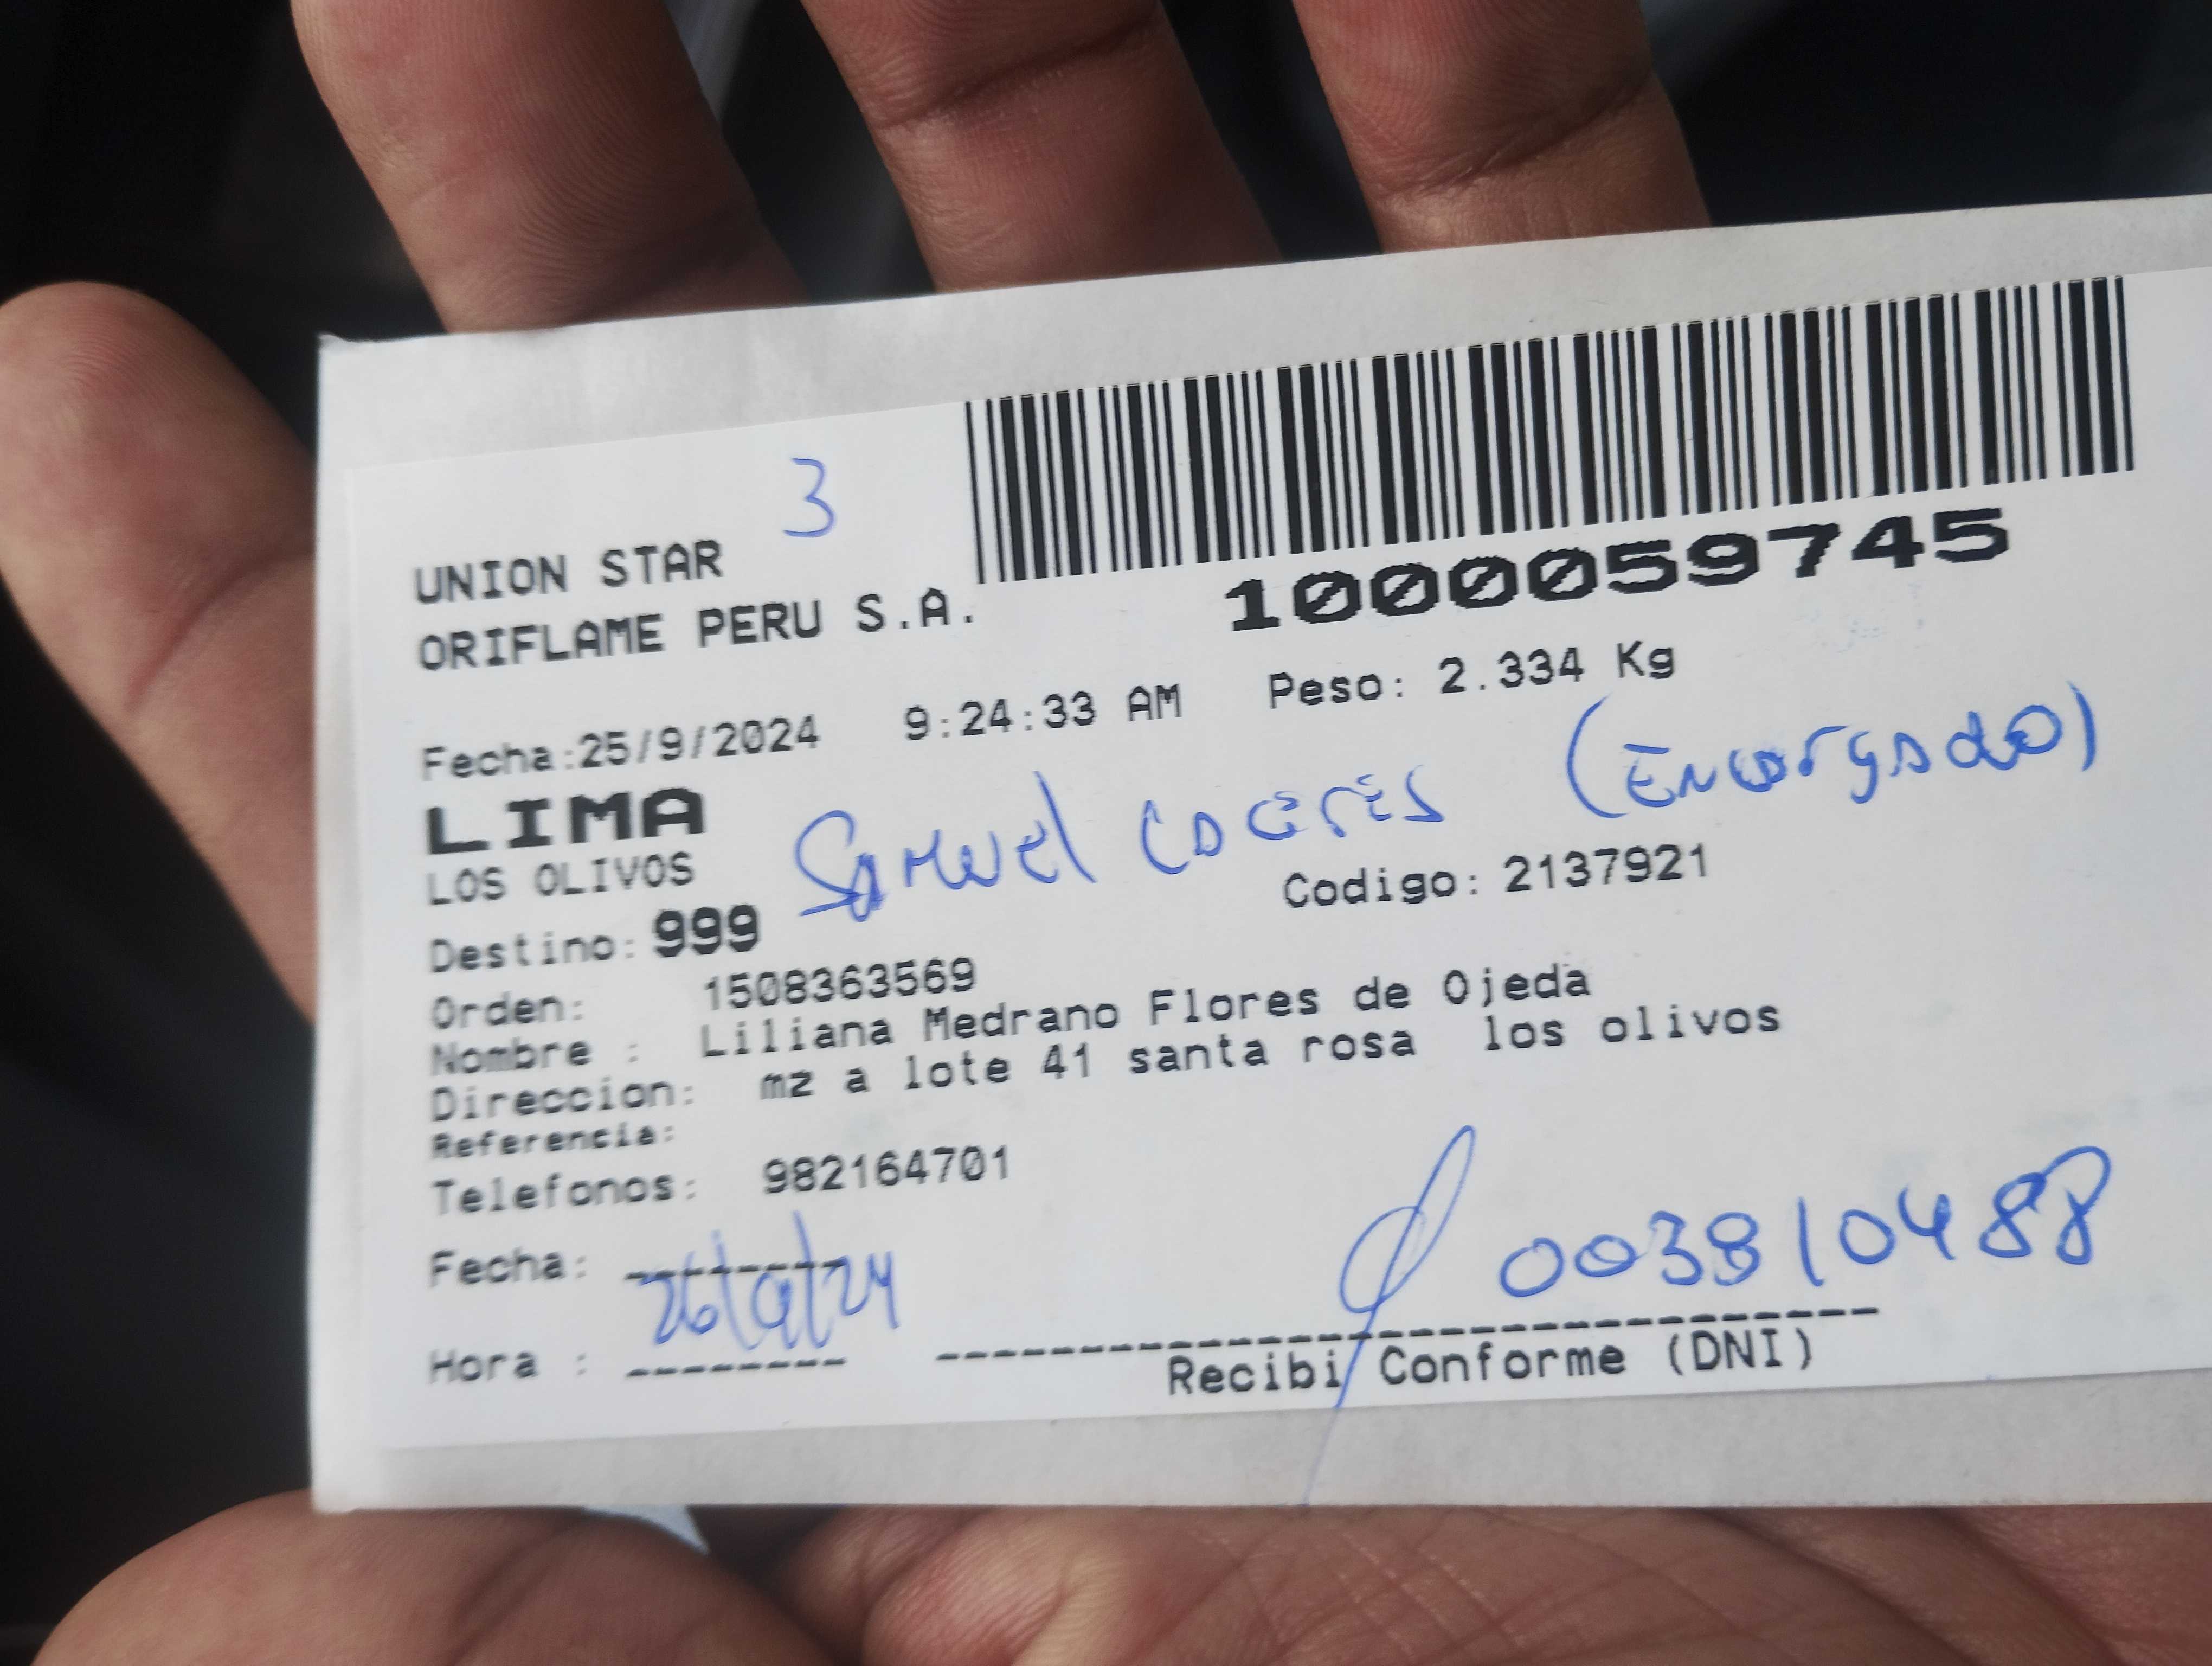 3
UNION STAR
ORIFLAME PERU S.A.
1000059745
Fecha:25/9/2024 9:24:33 AM Peso: 2.334 Kg
LIMA
LOS OLIVOS
Samuel Caceres (Encargado)
Destino: 999 Codigo: 2137921
Orden: 1508363569
Nombre : Liliana Medrano Flores de Ojeda
Direccion: mz a lote 41 santa rosa los olivos
Referencia:
Telefonos: 982164701
Fecha: 26/9/24
003810488
Hora :
Recibi Conforme (DNI)